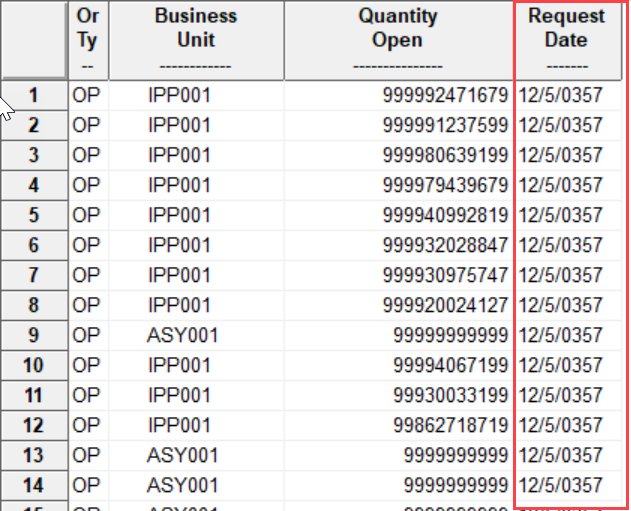 Or Business Quantity Request
Ty Unit Open Date
-- ------------ --------------- -------
1 OP IPP001 999992471679 12/5/0357
2 OP IPP001 999991237599 12/5/0357
3 OP IPP001 999980639199 12/5/0357
4 OP IPP001 999979439679 12/5/0357
5 OP IPP001 999940992819 12/5/0357
6 OP IPP001 999932028847 12/5/0357
7 OP IPP001 999930975747 12/5/0357
8 OP IPP001 999920024127 12/5/0357
9 OP ASY001 99999999999 12/5/0357
10 OP IPP001 99994067199 12/5/0357
11 OP IPP001 99930033199 12/5/0357
12 OP IPP001 99862718719 12/5/0357
13 OP ASY001 9999999999 12/5/0357
14 OP ASY001 9999999999 12/5/0357